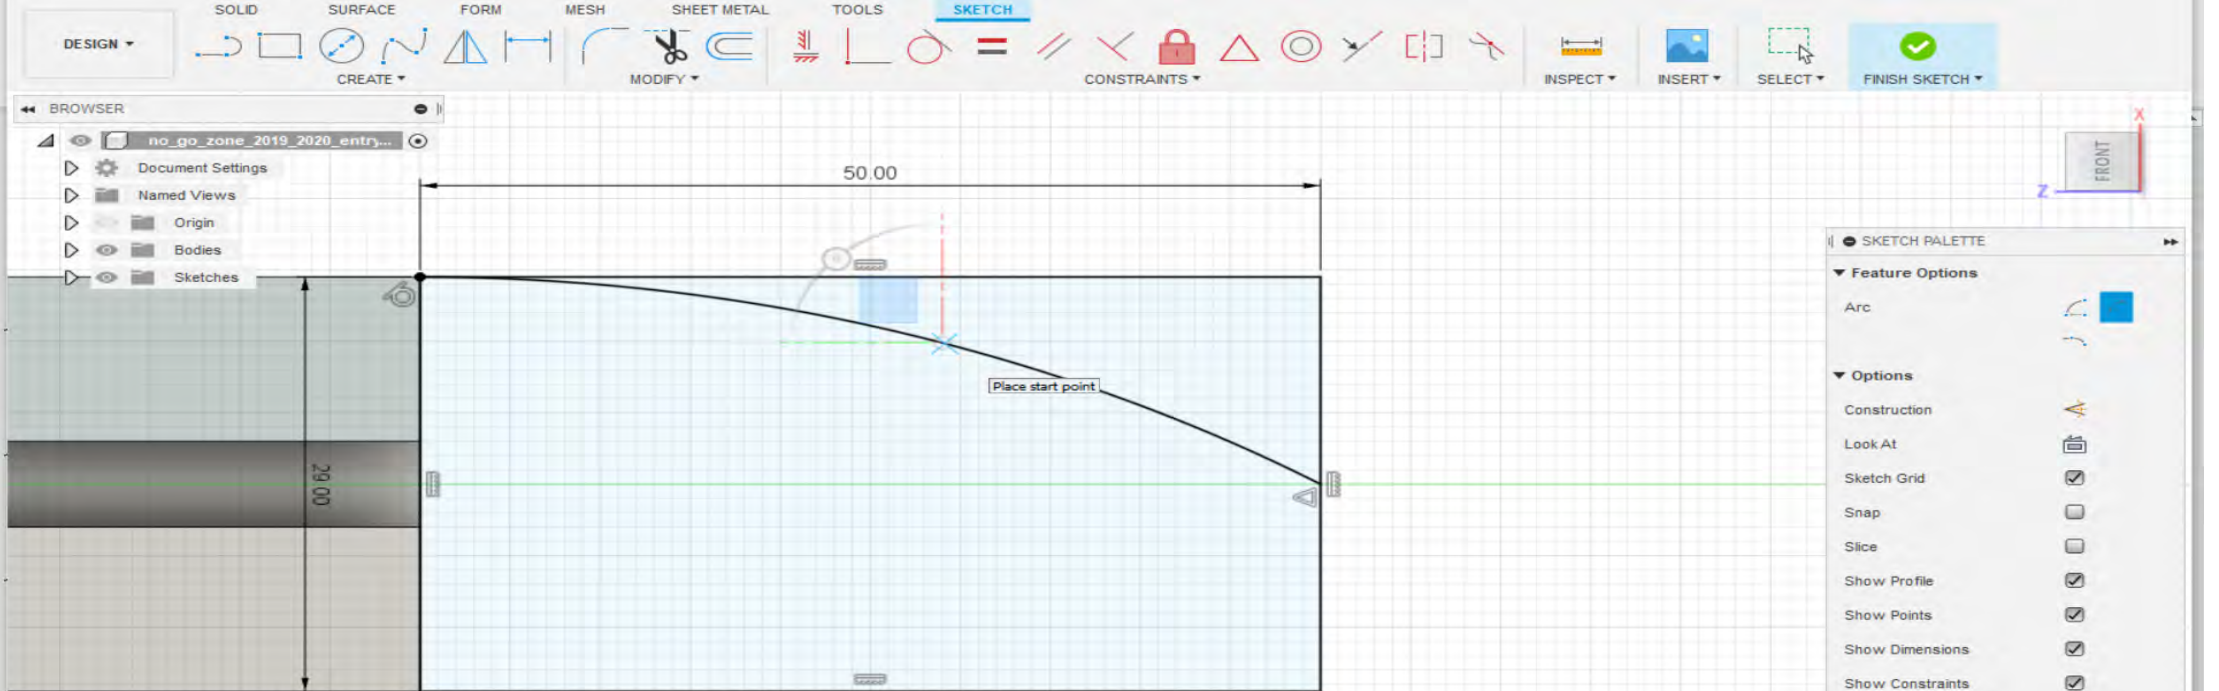 SOLID SURFACE FORM MESH SHEET METAL TOOLS SKETCH
DESIGN
CREATE MODIFY CONSTRAINTS INSPECT INSERT SELECT FINISH SKETCH
BROWSER
no_go_zone_2019_2020_entry...
Document Settings
Named Views
Origin
Bodies
Sketches
50.00
29.00
Place start point
X
FRONT
Z
SKETCH PALETTE
Feature Options
Arc
Options
Construction
Look At
Sketch Grid
Snap
Slice
Show Profile
Show Points
Show Dimensions
Show Constraints